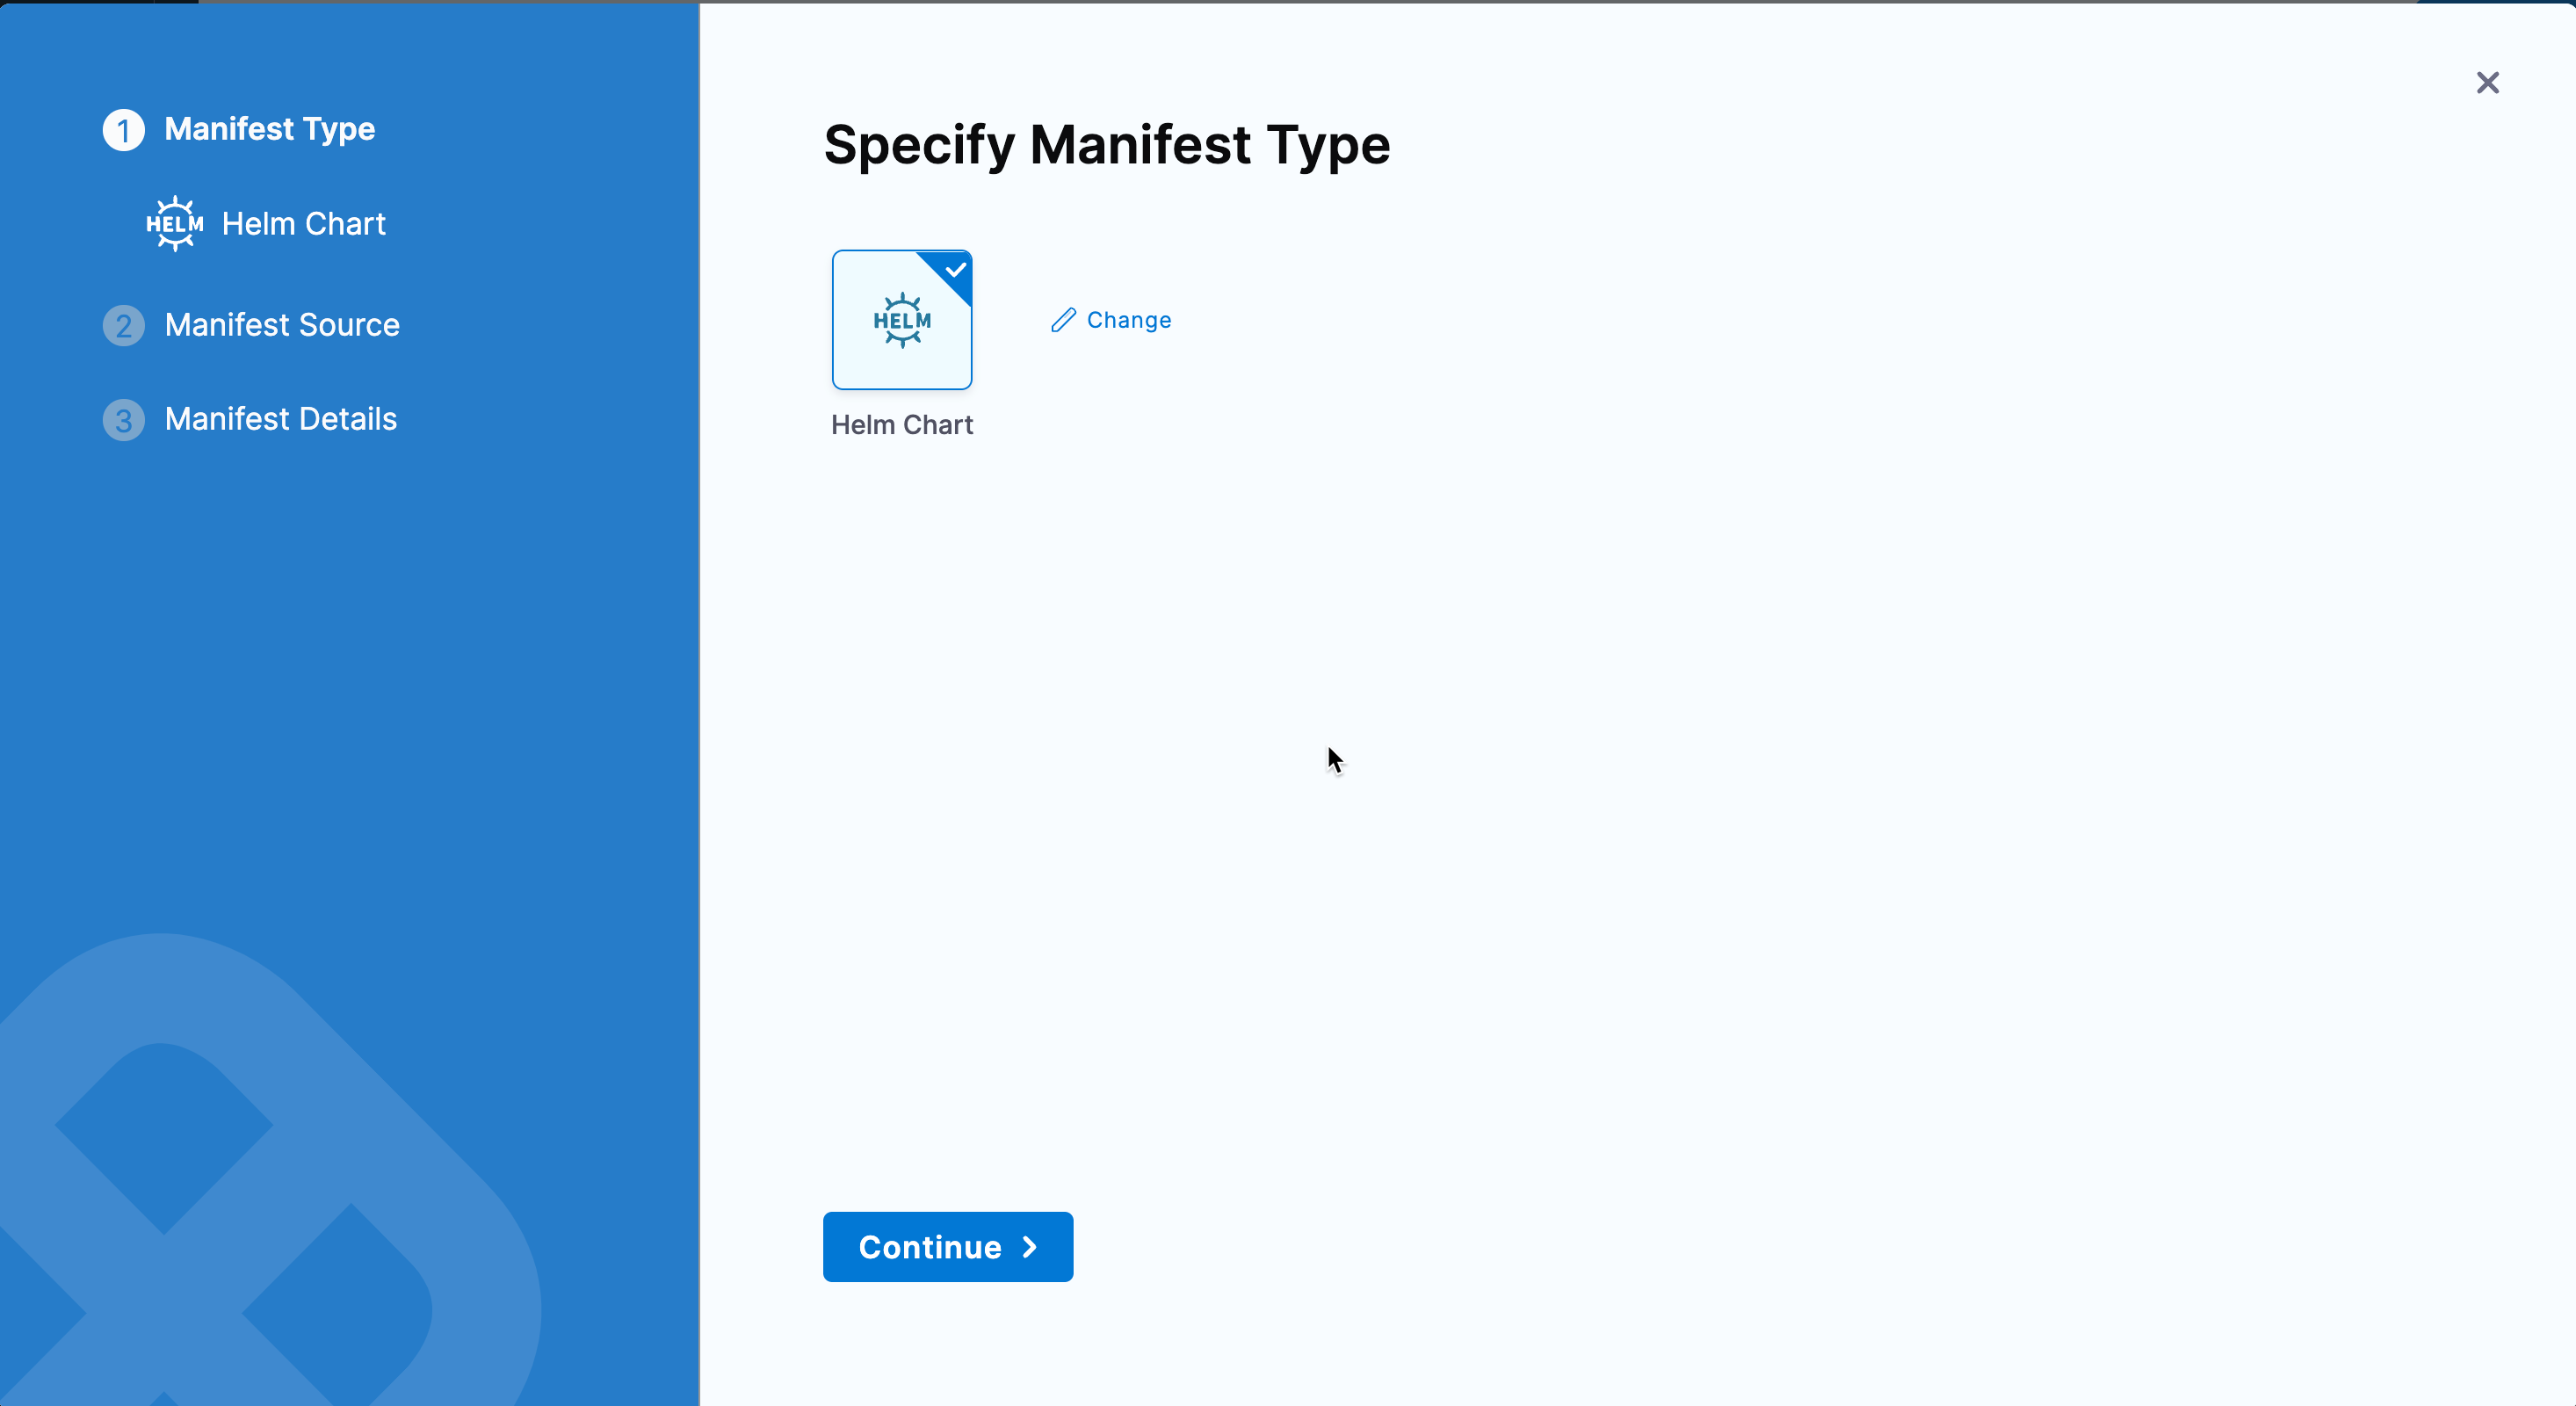 1 Manifest Type
HELM Helm Chart
2 Manifest Source
3 Manifest Details
Specify Manifest Type
HELM
Change
Helm Chart
Continue